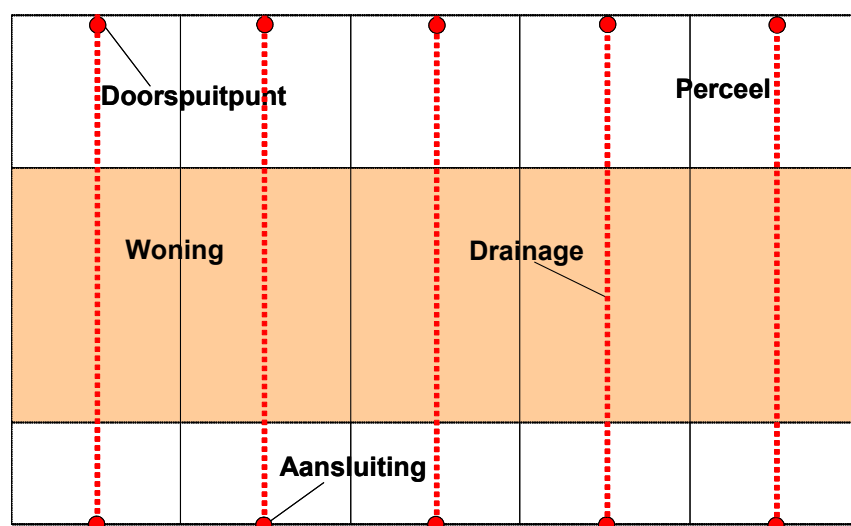 Doorspuitpunt
Perceel
Woning
Drainage
Aansluiting